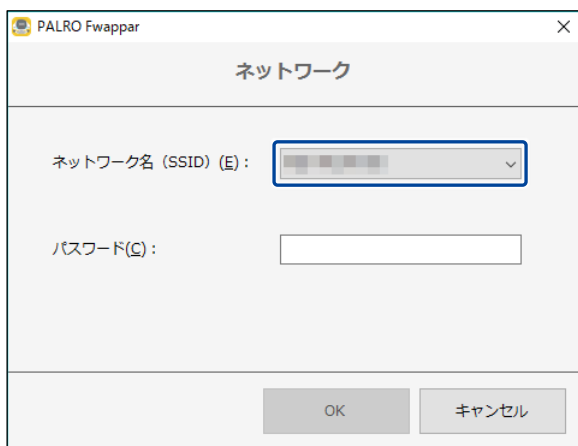 PALRO Fwappar
ネットワーク
ネットワーク名（SSID）(E)：
パスワード(C)：
OK
キャンセル